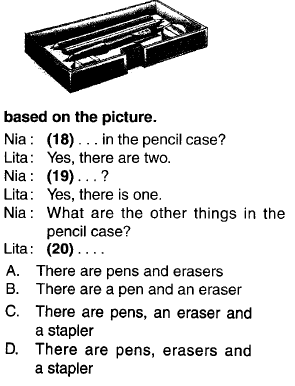 based on the picture.
Nia : (18) . . . in the pencil case?
Lita : Yes, there are two.
Nia : (19) . . . ?
Lita : Yes, there is one.
Nia : What are the other things in the
pencil case?
Lita : (20) . . . .
A. There are pens and erasers
B. There are a pen and an eraser
C. There are pens, an eraser and
a stapler
D. There are pens, erasers and
a stapler